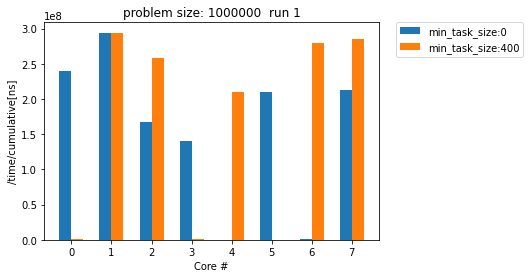 problem size: 1000000  run 1
1e8
min_task_size:0
min_task_size:400
/time/cumulative[ns]
3.0
2.5
2.0
1.5
1.0
0.5
0.0
0 1 2 3 4 5 6 7
Core #